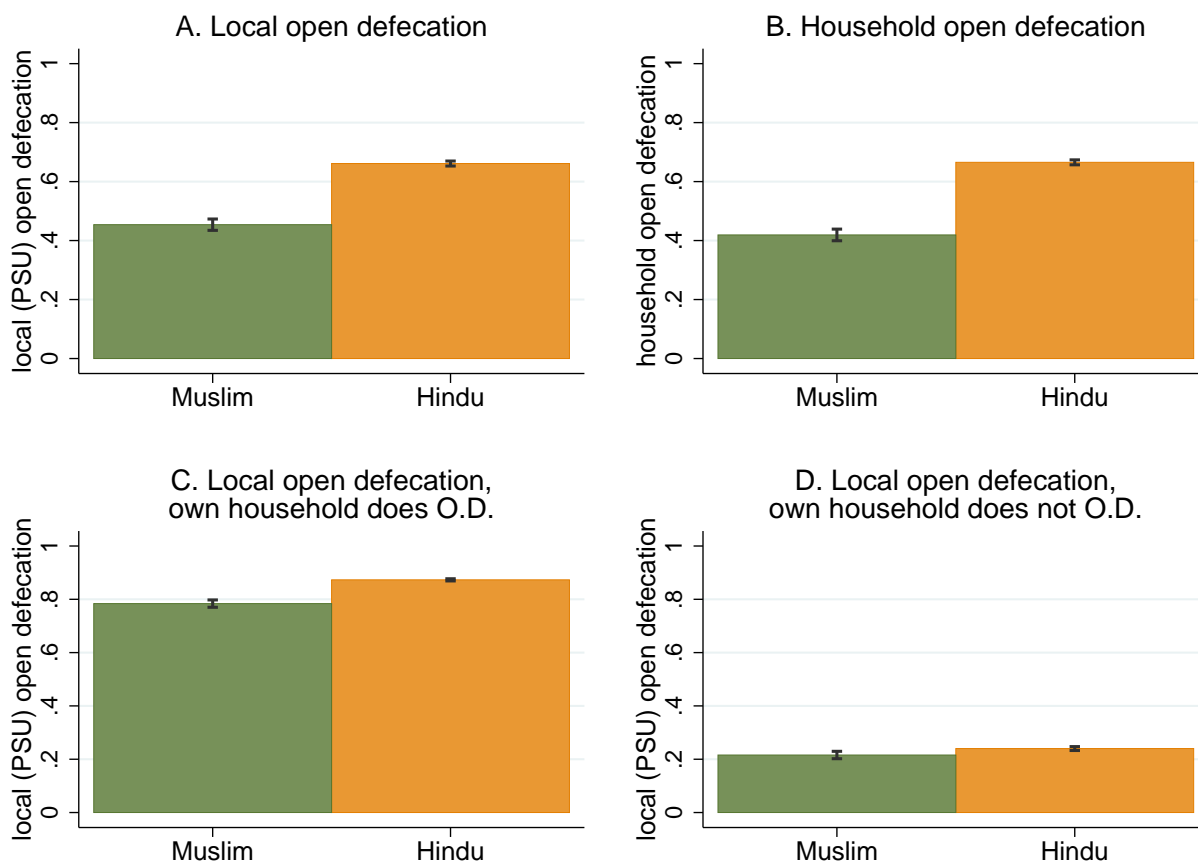 A. Local open defecation
local (PSU) open defecation
0 .2 .4 .6 .8 1
Muslim Hindu
B. Household open defecation
household open defecation
0 .2 .4 .6 .8 1
Muslim Hindu
C. Local open defecation,
own household does O.D.
local (PSU) open defecation
0 .2 .4 .6 .8 1
Muslim Hindu
D. Local open defecation,
own household does not O.D.
local (PSU) open defecation
0 .2 .4 .6 .8 1
Muslim Hindu